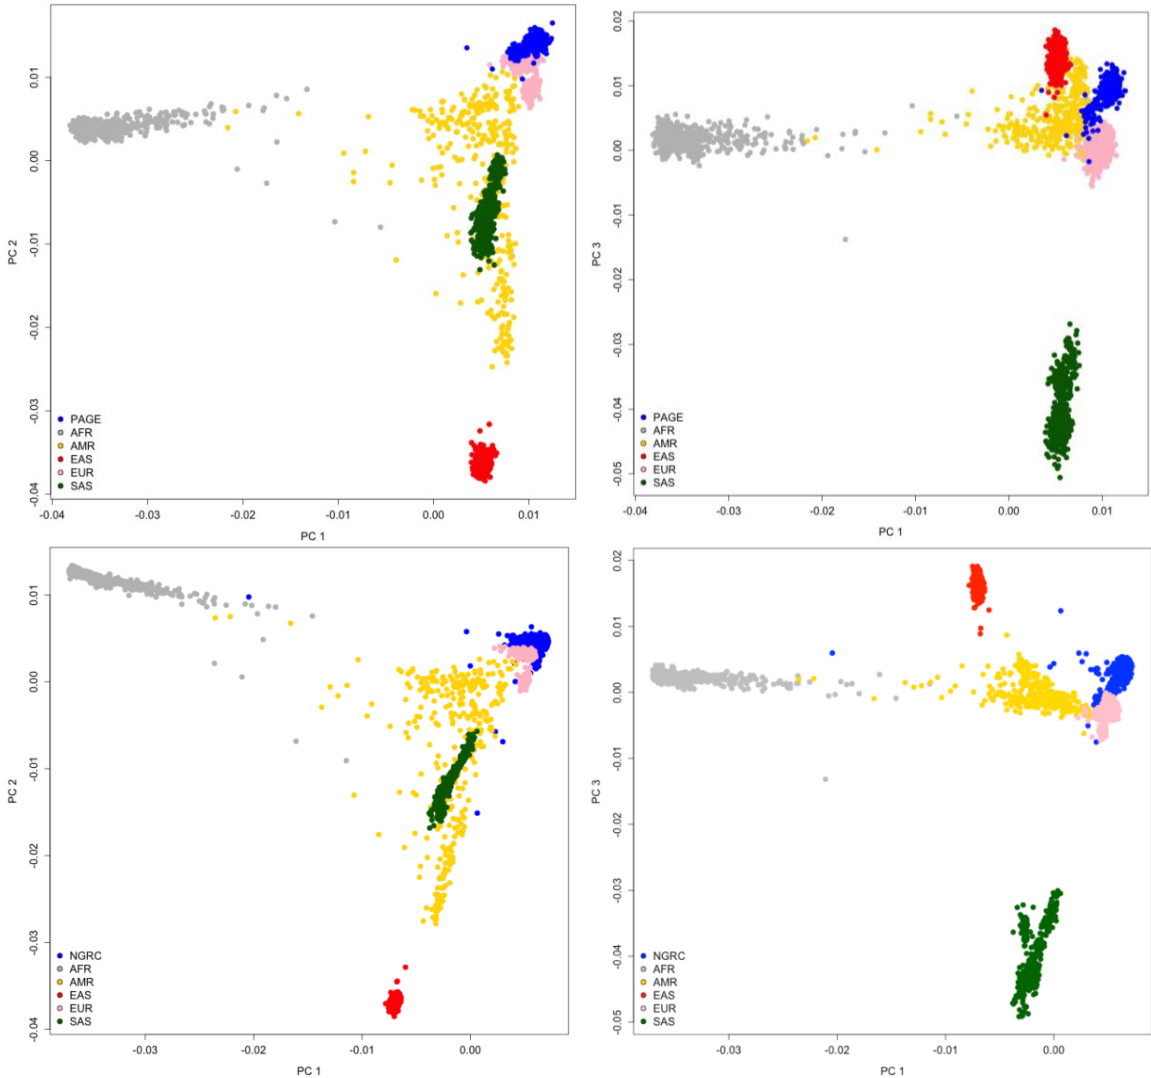 0.01
0.00
-0.01
-0.02
-0.03
-0.04
PC 2
PAGE
AFR
AMR
EAS
EUR
SAS
-0.04 -0.03 -0.02 -0.01 0.00 0.01
PC 1
0.02
0.01
0.00
-0.01
-0.02
-0.03
-0.04
-0.05
PC 3
PAGE
AFR
AMR
EAS
EUR
SAS
-0.04 -0.03 -0.02 -0.01 0.00 0.01
PC 1
0.01
0.00
-0.01
-0.02
-0.03
-0.04
PC 2
NGRC
AFR
AMR
EAS
EUR
SAS
-0.03 -0.02 -0.01 0.00
PC 1
0.02
0.01
0.00
-0.01
-0.02
-0.03
-0.04
-0.05
PC 3
NGRC
AFR
AMR
EAS
EUR
SAS
-0.03 -0.02 -0.01 0.00
PC 1